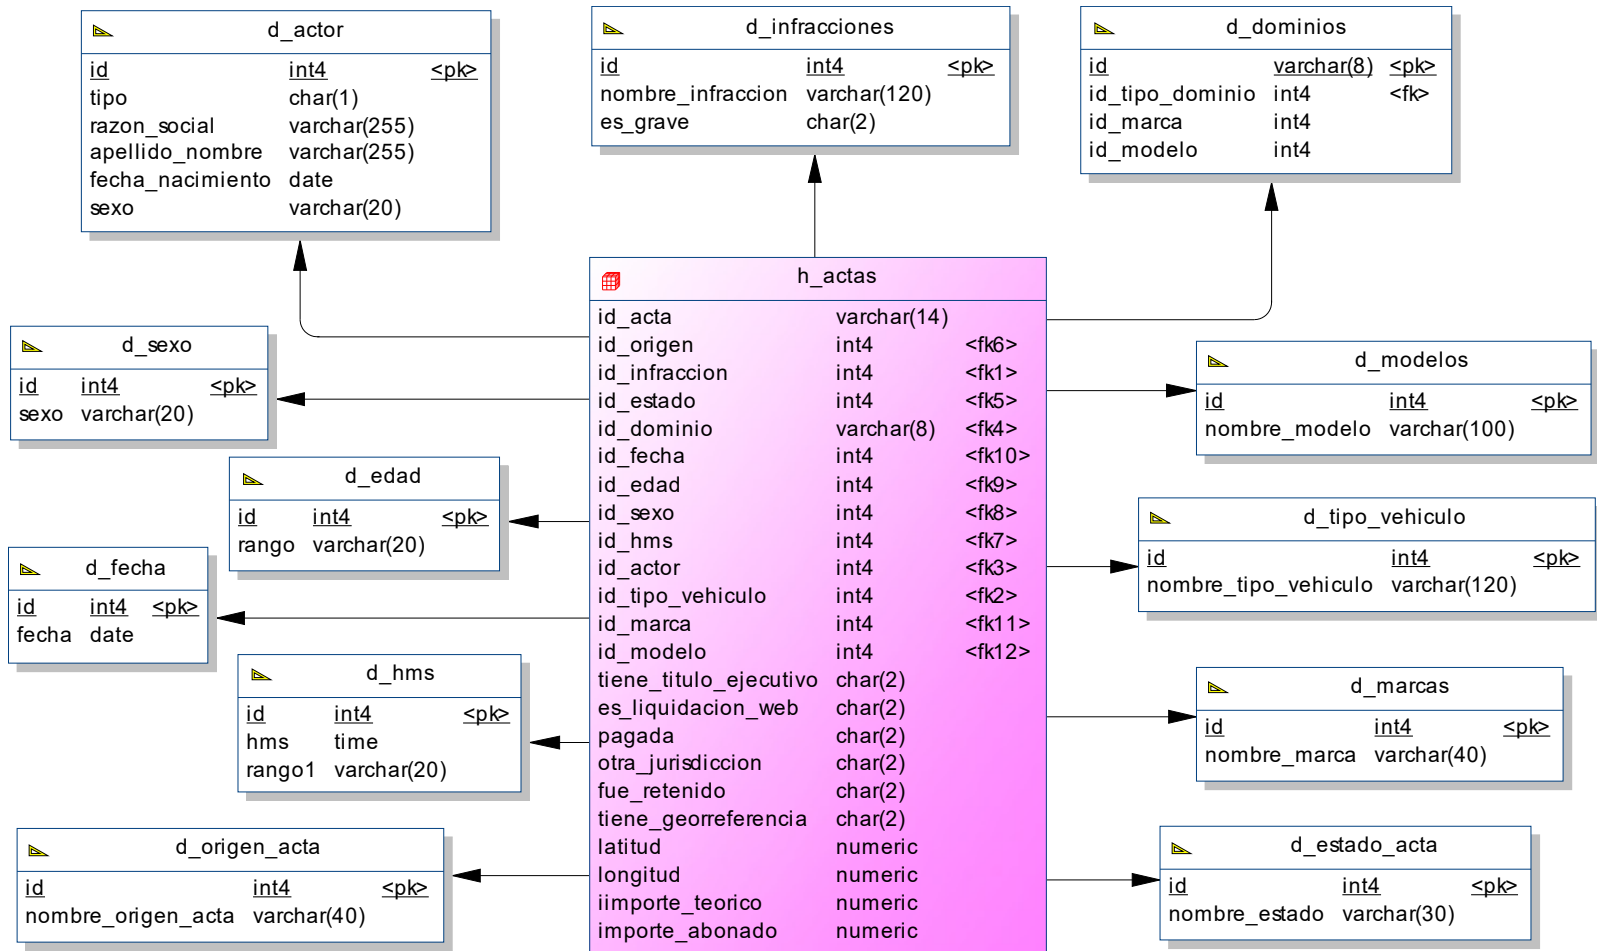 d_actor
id int4 <pk>
tipo char(1)
razon_social varchar(255)
apellido_nombre varchar(255)
fecha_nacimiento date
sexo varchar(20)
d_infracciones
id int4 <pk>
nombre_infraccion varchar(120)
es_grave char(2)
d_dominios
id varchar(8) <pk>
id_tipo_dominio int4 <fk>
id_marca int4
id_modelo int4
d_sexo
id int4 <pk>
sexo varchar(20)
d_edad
id int4 <pk>
rango varchar(20)
d_fecha
id int4 <pk>
fecha date
d_hms
id int4 <pk>
hms time
rango1 varchar(20)
d_origen_acta
id int4 <pk>
nombre_origen_acta varchar(40)
h_actas
id_acta varchar(14)
id_origen int4 <fk6>
id_infraccion int4 <fk1>
id_estado int4 <fk5>
id_dominio varchar(8) <fk4>
id_fecha int4 <fk10>
id_edad int4 <fk9>
id_sexo int4 <fk8>
id_hms int4 <fk7>
id_actor int4 <fk3>
id_tipo_vehiculo int4 <fk2>
id_marca int4 <fk11>
id_modelo int4 <fk12>
tiene_titulo_ejecutivo char(2)
es_liquidacion_web char(2)
pagada char(2)
otra_jurisdiccion char(2)
fue_retenido char(2)
tiene_georreferencia char(2)
latitud numeric
longitud numeric
iimporte_teorico numeric
importe_abonado numeric
d_modelos
id int4 <pk>
nombre_modelo varchar(100)
d_tipo_vehiculo
id int4 <pk>
nombre_tipo_vehiculo varchar(120)
d_marcas
id int4 <pk>
nombre_marca varchar(40)
d_estado_acta
id int4 <pk>
nombre_estado varchar(30)